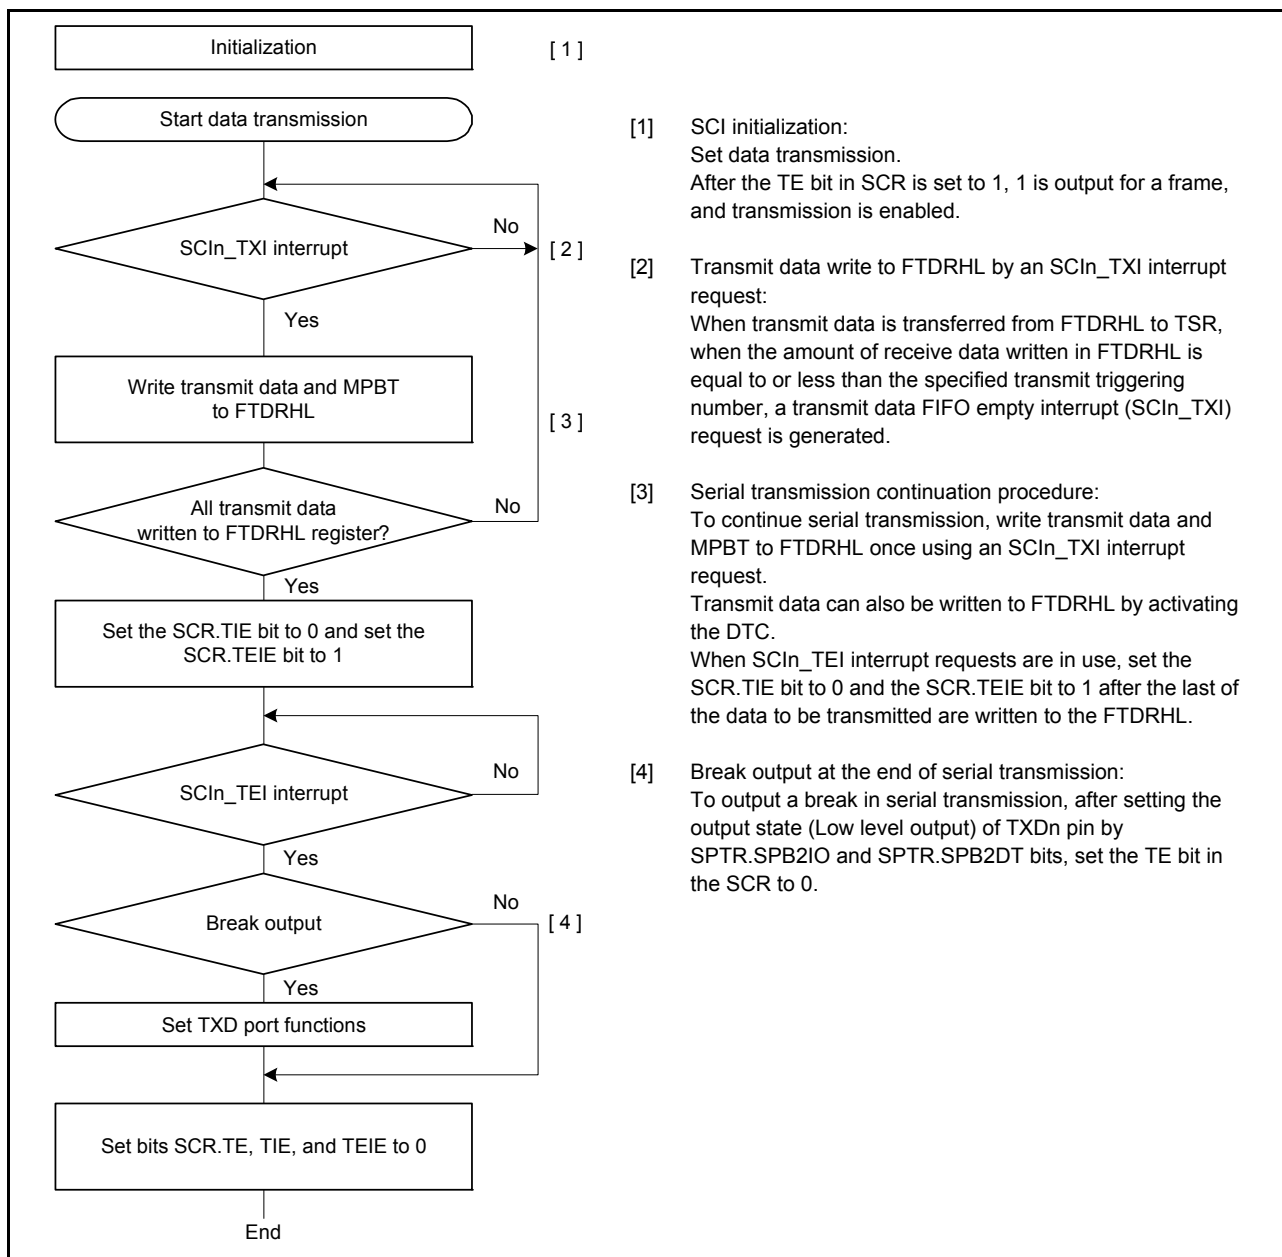 Initialization
[ 1 ]
Start data transmission
SCIn_TXI interrupt
No
[ 2 ]
Yes
Write transmit data and MPBT
to FTDRHL
[ 3 ]
All transmit data
written to FTDRHL register?
No
Yes
Set the SCR.TIE bit to 0 and set the
SCR.TEIE bit to 1
SCIn_TEI interrupt
No
Yes
Break output
No
[ 4 ]
Yes
Set TXD port functions
Set bits SCR.TE, TIE, and TEIE to 0
End
[1] SCI initialization:
Set data transmission.
After the TE bit in SCR is set to 1, 1 is output for a frame,
and transmission is enabled.
[2] Transmit data write to FTDRHL by an SCIn_TXI interrupt
request:
When transmit data is transferred from FTDRHL to TSR,
when the amount of receive data written in FTDRHL is
equal to or less than the specified transmit triggering
number, a transmit data FIFO empty interrupt (SCIn_TXI)
request is generated.
[3] Serial transmission continuation procedure:
To continue serial transmission, write transmit data and
MPBT to FTDRHL once using an SCIn_TXI interrupt
request.
Transmit data can also be written to FTDRHL by activating
the DTC.
When SCIn_TEI interrupt requests are in use, set the
SCR.TIE bit to 0 and the SCR.TEIE bit to 1 after the last of
the data to be transmitted are written to the FTDRHL.
[4] Break output at the end of serial transmission:
To output a break in serial transmission, after setting the
output state (Low level output) of TXDn pin by
SPTR.SPB2IO and SPTR.SPB2DT bits, set the TE bit in
the SCR to 0.